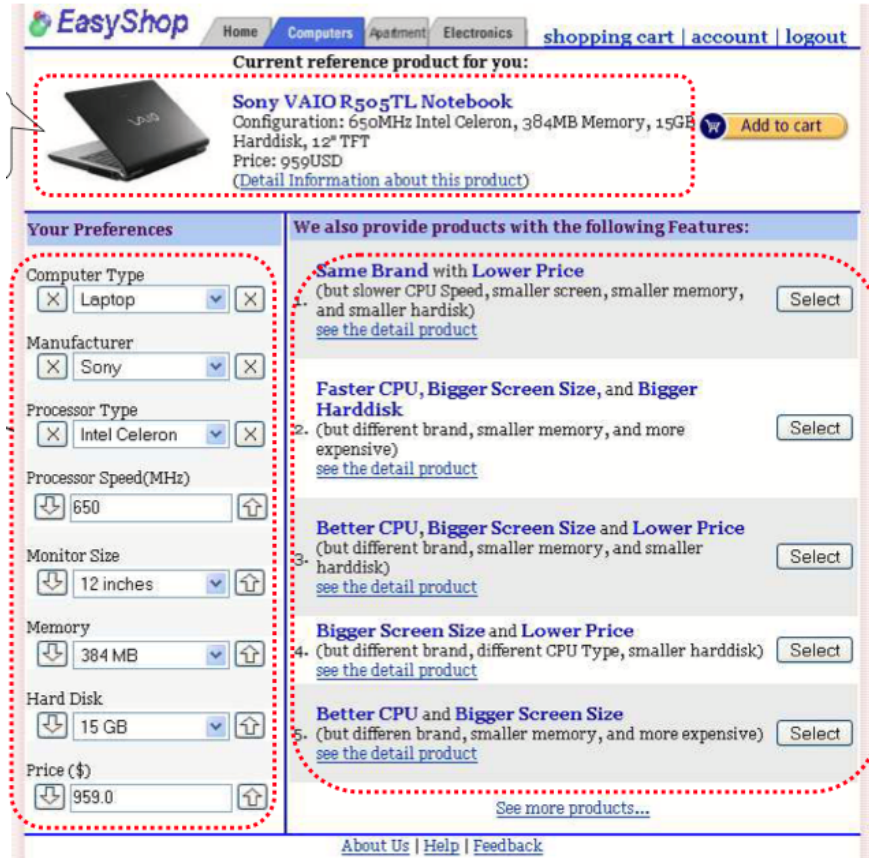 EasyShop
Home Computers Apartment Electronics shopping cart | account | logout
Current reference product for you:
VAIO
Sony VAIO R505TL Notebook
Configuration: 650MHz Intel Celeron, 384MB Memory, 15GB
Harddisk, 12" TFT
Price: 959USD
(Detail Information about this product)
Add to cart
Your Preferences
Computer Type
X Laptop X
Manufacturer
X Sony X
Processor Type
X Intel Celeron X
Processor Speed(MHz)
650
Monitor Size
12 inches
Memory
384 MB
Hard Disk
15 GB
Price ($)
959.0
We also provide products with the following Features:
1. Same Brand with Lower Price
(but slower CPU Speed, smaller screen, smaller memory,
and smaller hardisk)
see the detail product
Select
Faster CPU, Bigger Screen Size, and Bigger
Harddisk
2. (but different brand, smaller memory, and more
expensive)
see the detail product
Select
Better CPU, Bigger Screen Size and Lower Price
(but different brand, smaller memory, and smaller
3. harddisk)
see the detail product
Select
Bigger Screen Size and Lower Price
4. (but different brand, different CPU Type, smaller harddisk)
see the detail product
Select
Better CPU and Bigger Screen Size
5. (but differen brand, smaller memory, and more expensive)
see the detail product
Select
See more products...
About Us | Help | Feedback